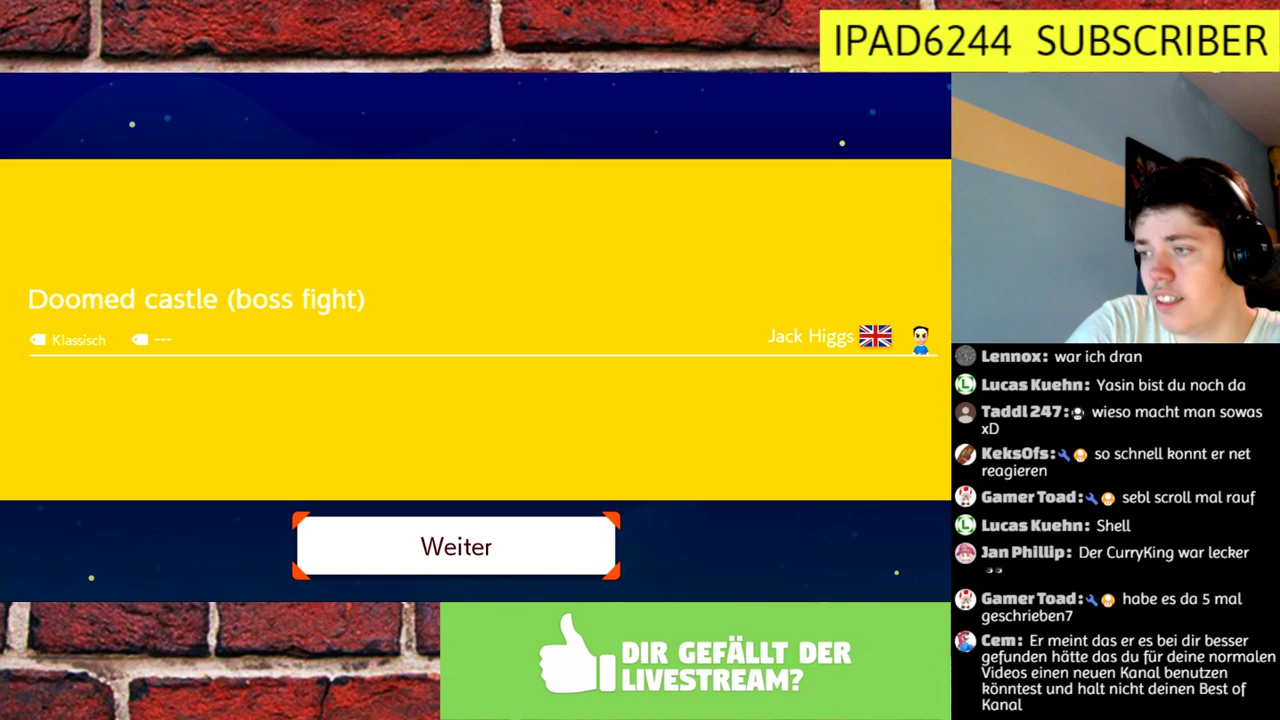 IPAD6244 SUBSCRIBER
Doomed castle (boss fight)
Klassisch ---
Jack Higgs
Weiter
DIR GEFÄLLT DER
LIVESTREAM?
Lennox: war ich dran
Lucas Kuehn: Yasin bist du noch da
Taddl 247: wieso macht man sowas
xD
KeksOfs: so schnell konnt er net
reagieren
Gamer Toad: sebl scroll mal rauf
Lucas Kuehn: Shell
Jan Phillip: Der CurryKing war lecker
Gamer Toad: habe es da 5 mal
geschrieben7
Cem: Er meint das er es bei dir besser
gefunden hätte das du für deine normalen
Videos einen neuen Kanal benutzen
könntest und halt nicht deinen Best of
Kanal